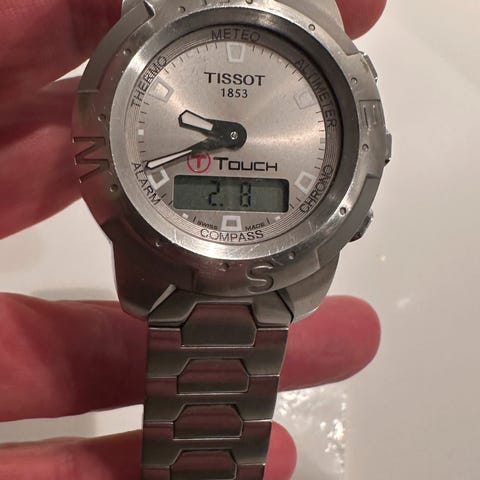 METEO
THERMO
ALTIMETER
TISSOT
1853
W
E
T TOUCH
ALARM
CHRONO
2. 8
SWISS MADE
COMPASS
S